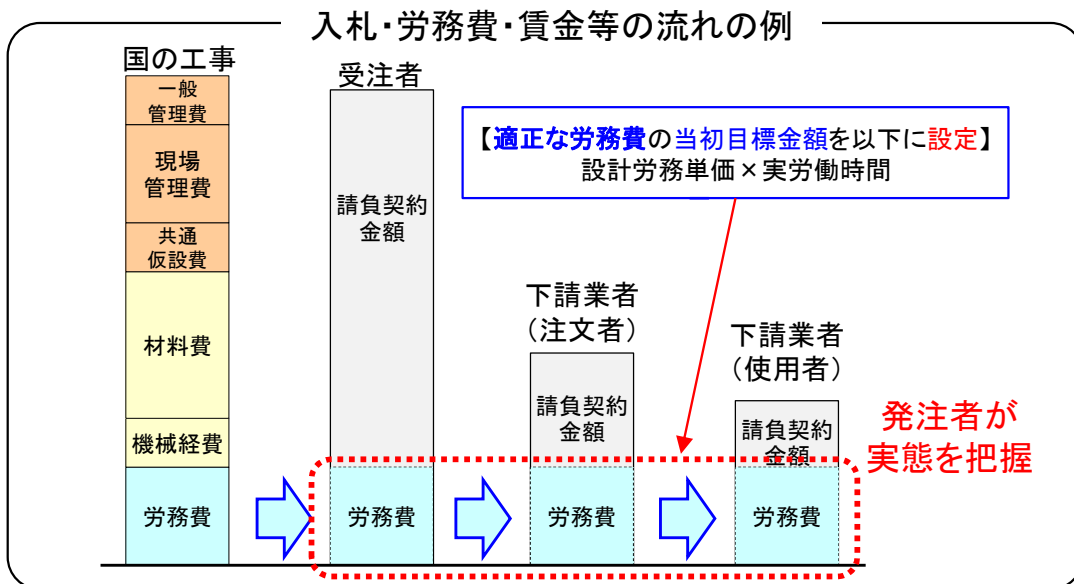 入札・労務費・賃金等の流れの例
国の工事
一般
管理費
現場
管理費
共通
仮設費
材料費
機械経費
労務費
受注者
請負契約
金額
労務費
【適正な労務費の当初目標金額を以下に設定】
設計労務単価×実労働時間
下請業者
（注文者）
請負契約
金額
労務費
下請業者
（使用者）
請負契約
金額
労務費
発注者が
実態を把握